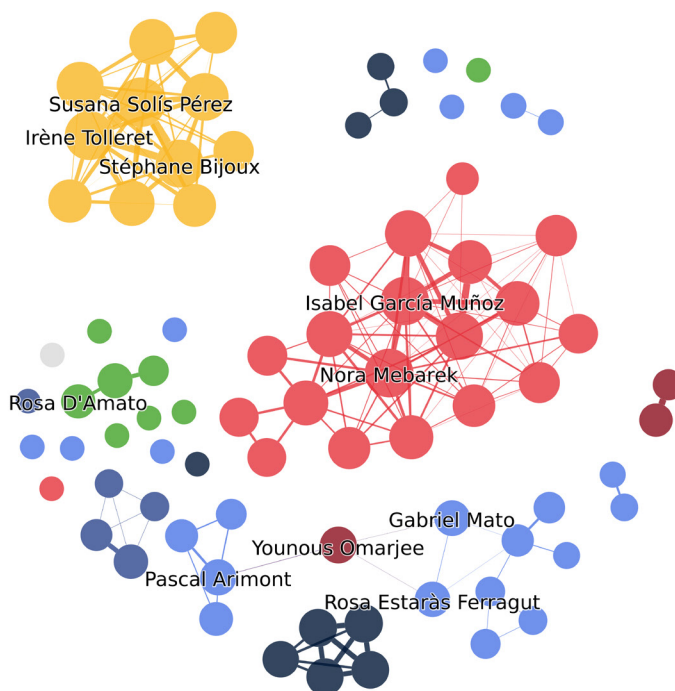 Susana Solís Pérez
Irène Tolleret
Stéphane Bijoux
Isabel García Muñoz
Nora Mebarek
Rosa D'Amato
Gabriel Mato
Younous Omarjee
Pascal Arimont
Rosa Estaràs Ferragut